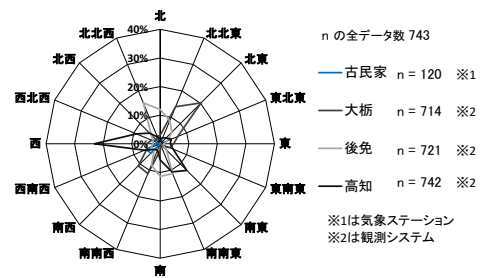 北
北北西
北北東
北西
北東
西北西
東北東
西
東
西南西
東南東
南西
南東
南南西
南南東
南
40%
30%
20%
10%
0%
n の全データ数 743
古民家 n = 120 ※1
大栃 n = 714 ※2
後免 n = 721 ※2
高知 n = 742 ※2
※1は気象ステーション
※2は観測システム